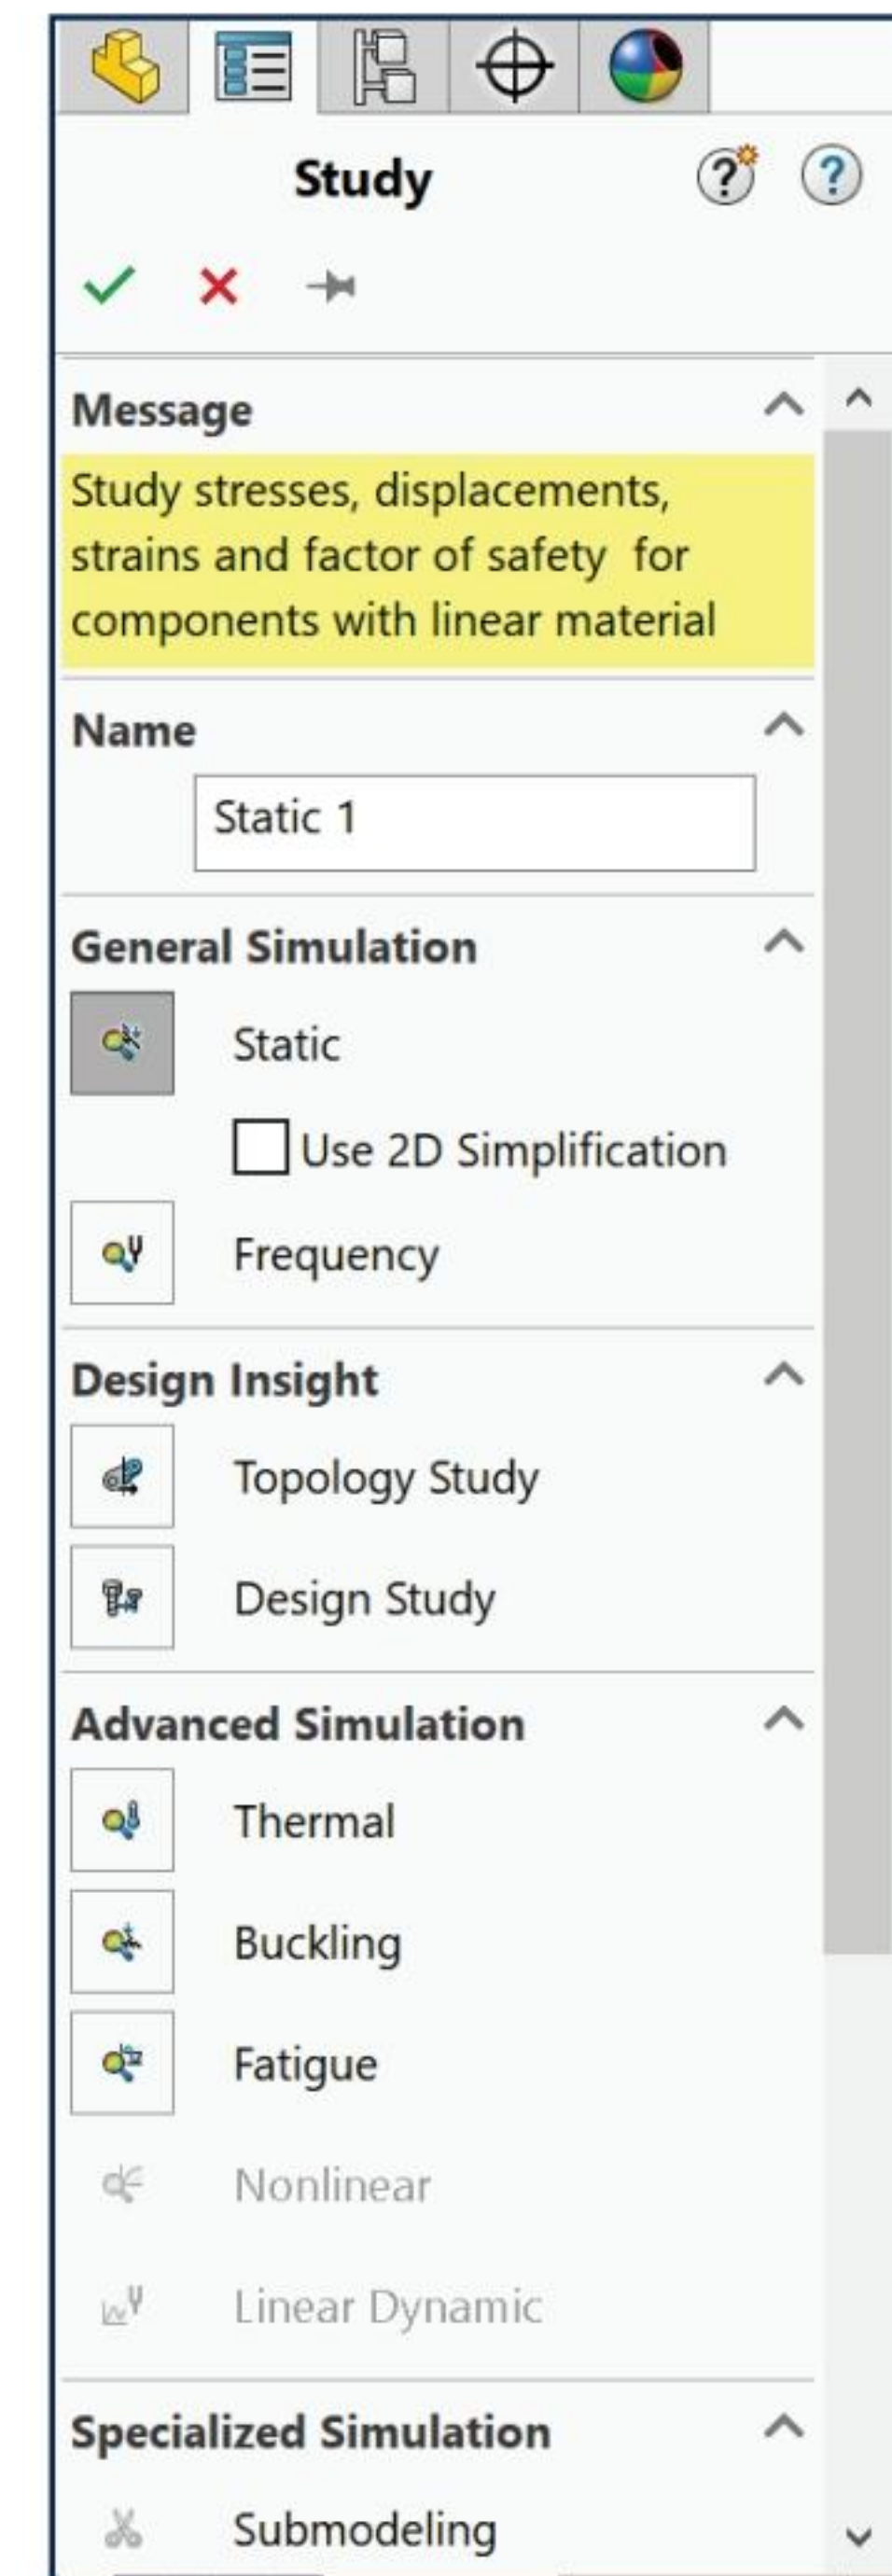 Study
Message
Study stresses, displacements,
strains and factor of safety for
components with linear material
Name
Static 1
General Simulation
Static
Use 2D Simplification
Frequency
Design Insight
Topology Study
Design Study
Advanced Simulation
Thermal
Buckling
Fatigue
Nonlinear
Linear Dynamic
Specialized Simulation
Submodeling